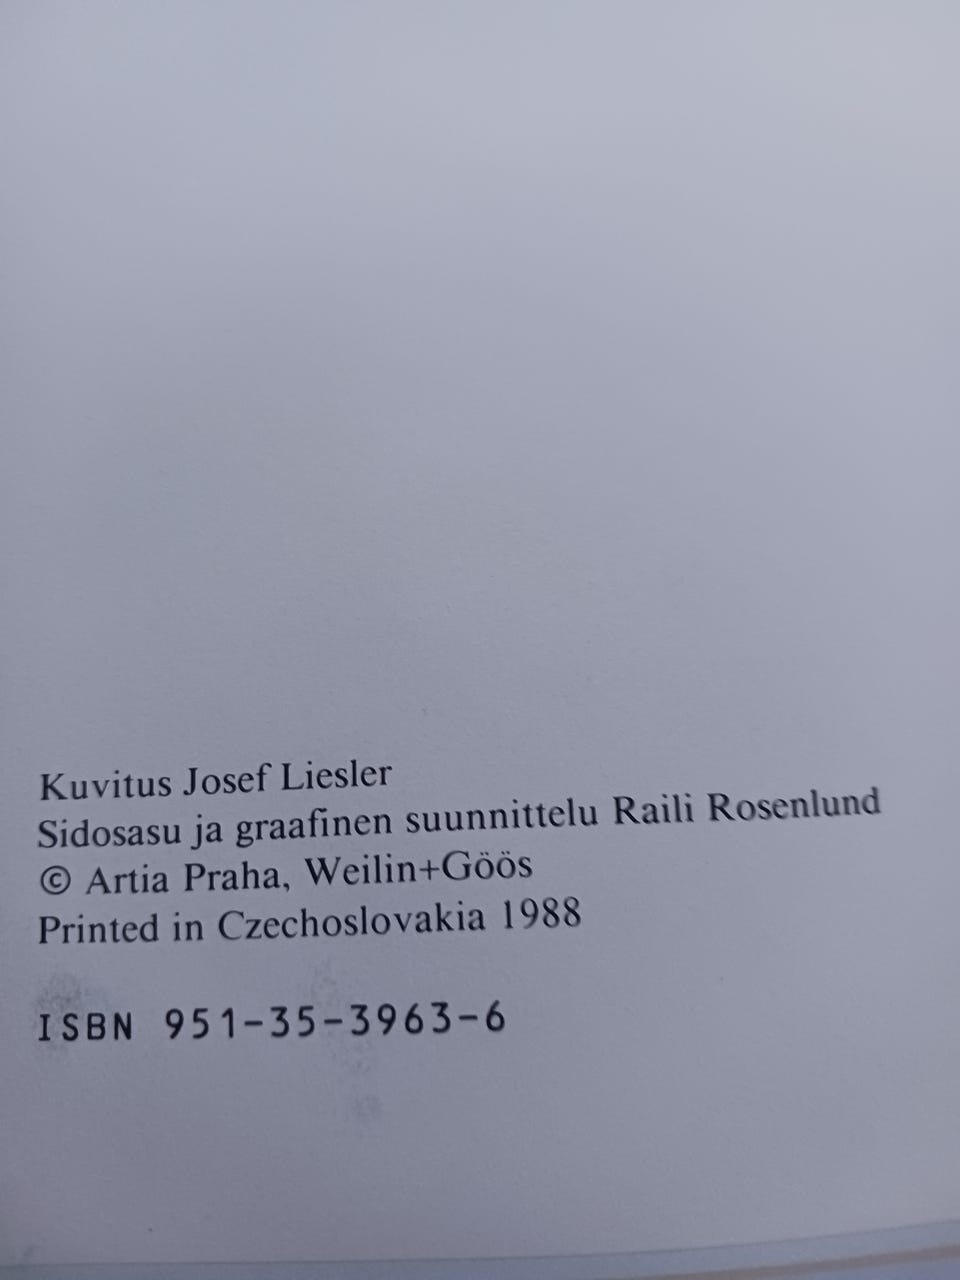 Kuvitus Josef Liesler
Sidosasu ja graafinen suunnittelu Raili Rosenlund
© Artia Praha, Weilin+Göös
Printed in Czechoslovakia 1988
ISBN 951-35-3963-6